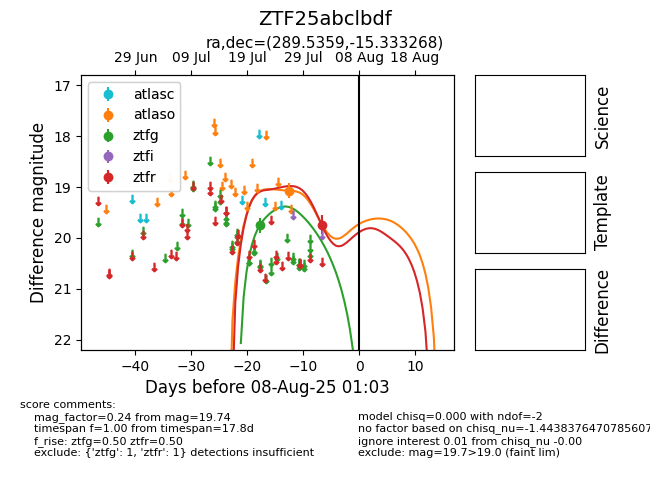 ZTF25abclbdf
ra,dec=(289.5359,-15.333268)
29 Jun 09 Jul 19 Jul 29 Jul 08 Aug 18 Aug
17
18
19
20
21
22
Difference magnitude
atlasc
atlaso
ztfg
ztfi
ztfr
−40 −30 −20 −10 0 10
Days before 08-Aug-25 01:03
Science
Template
Difference
score comments:
mag_factor=0.24 from mag=19.74
timespan f=1.00 from timespan=17.8d
f_rise: ztfg=0.50 ztfr=0.50
exclude: {'ztfg': 1, 'ztfr': 1} detections insufficient
model chisq=0.000 with ndof=-2
no factor based on chisq_nu=-1.4438376470785607
ignore interest 0.01 from chisq_nu -0.00
exclude: mag=19.7>19.0 (faint lim)